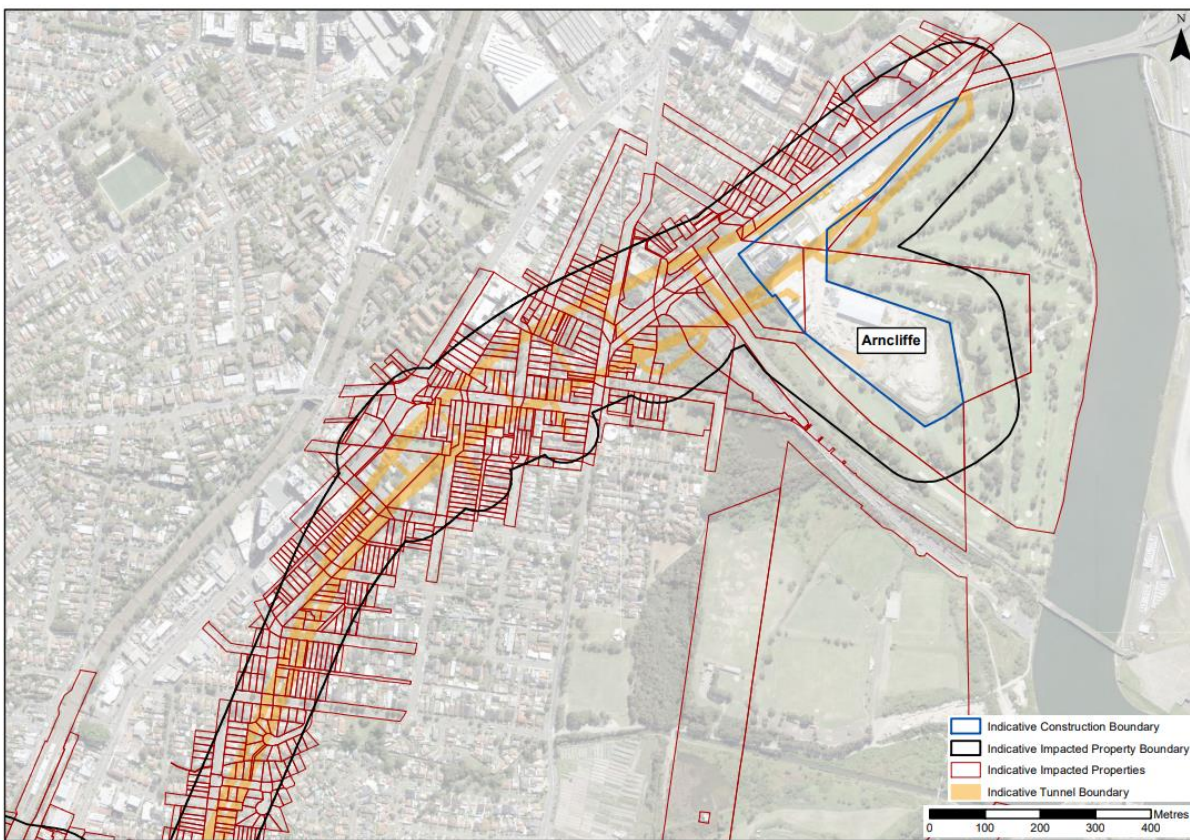 N
Arncliffe
Indicative Construction Boundary
Indicative Impacted Property Boundary
Indicative Impacted Properties
Indicative Tunnel Boundary
Metres
0 100 200 300 400